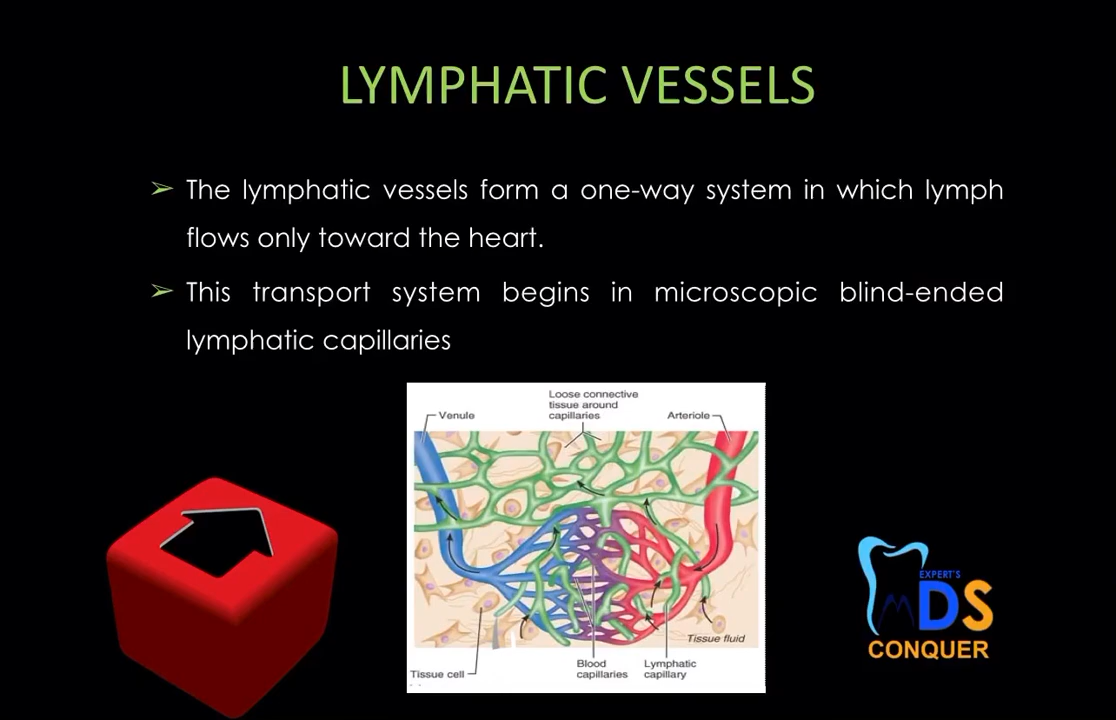 LYMPHATIC VESSELS
➢ The lymphatic vessels form a one-way system in which lymph
flows only toward the heart.
➢ This transport system begins in microscopic blind-ended
lymphatic capillaries
Loose connective
tissue around
capillaries
Venule
Arteriole
Tissue fluid
Tissue cell
Blood
capillaries
Lymphatic
capillary
EXPERT'S
MDS
CONQUER